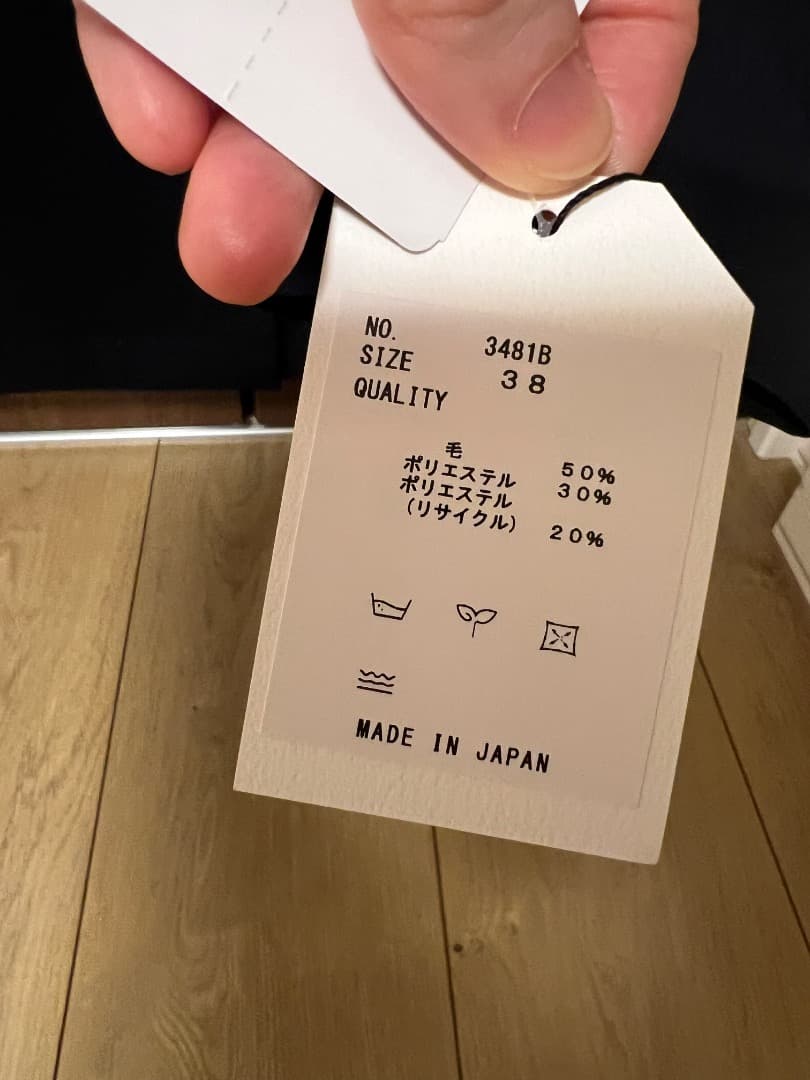 NO. 3481B
SIZE 38
QUALITY
毛 50%
ポリエステル 30%
ポリエステル
(リサイクル) 20%
MADE IN JAPAN